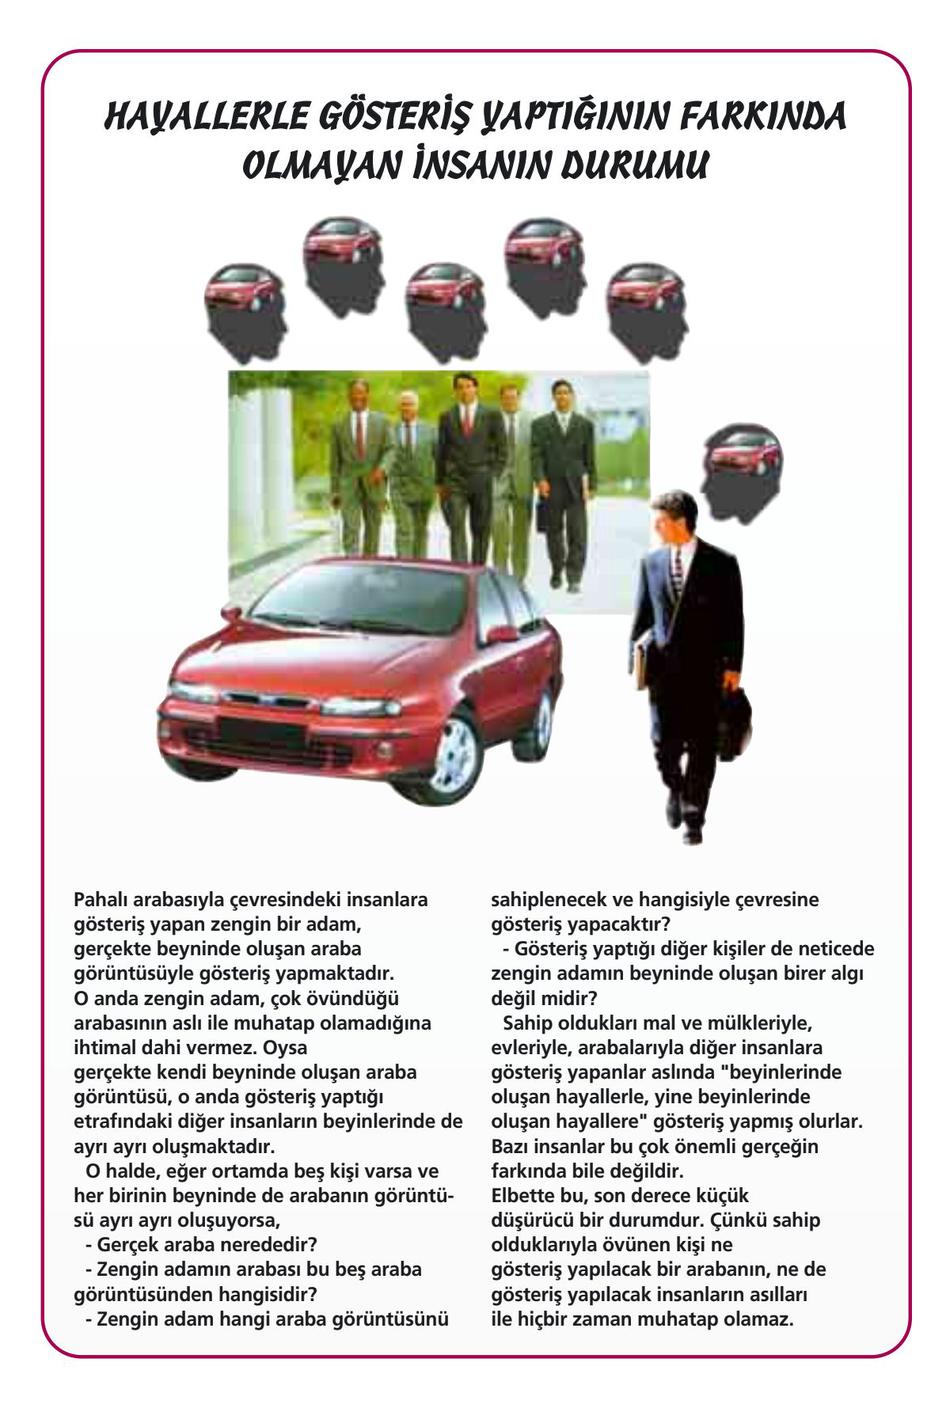 HAYALLERLE GÖSTERİŞ YAPTIĞININ FARKINDA
OLMAYAN İNSANIN DURUMU
Pahalı arabasıyla çevresindeki insanlara
gösteriş yapan zengin bir adam,
gerçekte beyninde oluşan araba
görüntüsüyle gösteriş yapmaktadır.
O anda zengin adam, çok övündüğü
arabasının aslı ile muhatap olamadığına
ihtimal dahi vermez. Oysa
gerçekte kendi beyninde oluşan araba
görüntüsü, o anda gösteriş yaptığı
etrafındaki diğer insanların beyinlerinde de
ayrı ayrı oluşmaktadır.
O halde, eğer ortamda beş kişi varsa ve
her birinin beyninde de arabanın görüntü-
sü ayrı ayrı oluşuyorsa,
- Gerçek araba nerededir?
- Zengin adamın arabası bu beş araba
görüntüsünden hangisidir?
- Zengin adam hangi araba görüntüsünü
sahiplenecek ve hangisiyle çevresine
gösteriş yapacaktır?
- Gösteriş yaptığı diğer kişiler de neticede
zengin adamın beyninde oluşan birer algı
değil midir?
Sahip oldukları mal ve mülkleriyle,
evleriyle, arabalarıyla diğer insanlara
gösteriş yapanlar aslında "beyinlerinde
oluşan hayallerle, yine beyinlerinde
oluşan hayallere" gösteriş yapmış olurlar.
Bazı insanlar bu çok önemli gerçeğin
farkında bile değildir.
Elbette bu, son derece küçük
düşürücü bir durumdur. Çünkü sahip
olduklarıyla övünen kişi ne
gösteriş yapılacak bir arabanın, ne de
gösteriş yapılacak insanların asılları
ile hiçbir zaman muhatap olamaz.